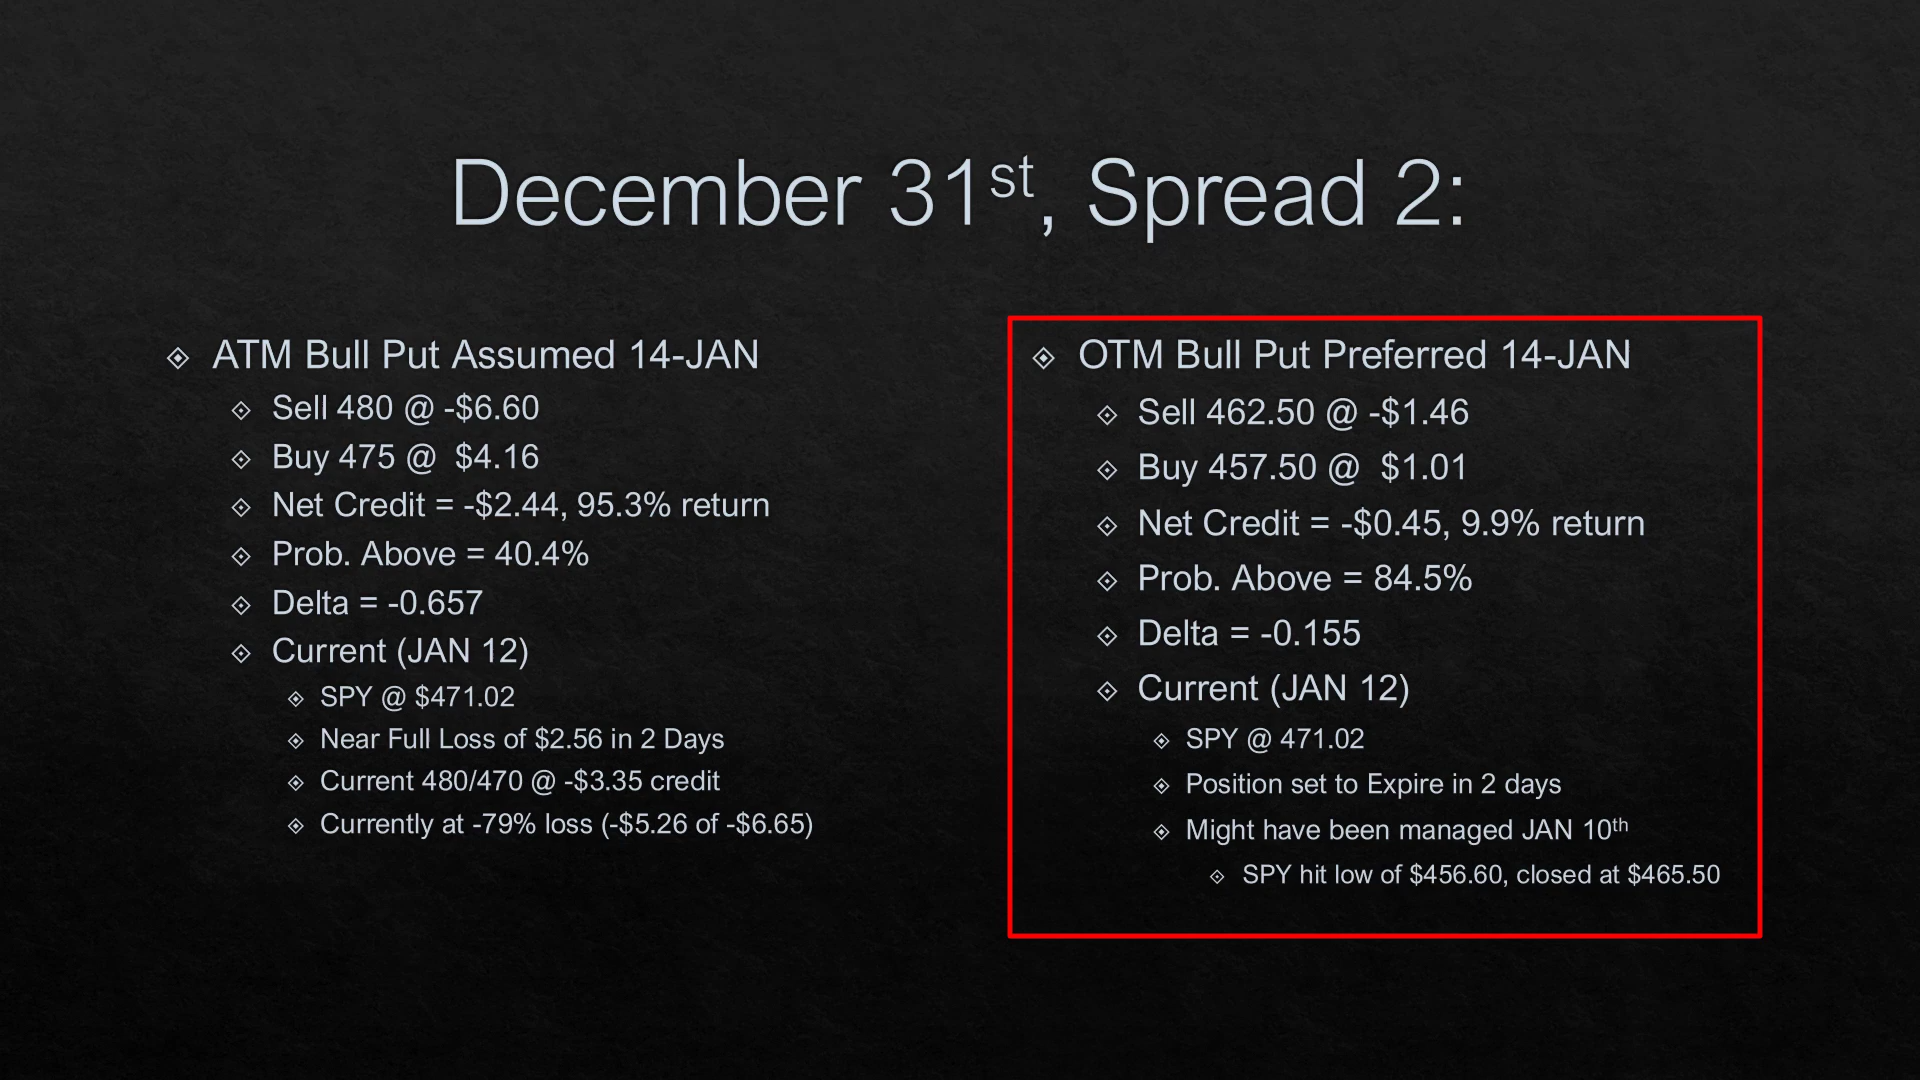 December 31st, Spread 2:
ATM Bull Put Assumed 14-JAN
Sell 480 @ -$6.60
Buy 475 @  $4.16
Net Credit = -$2.44, 95.3% return
Prob. Above = 40.4%
Delta = -0.657
Current (JAN 12)
SPY @ $471.02
Near Full Loss of $2.56 in 2 Days
Current 480/470 @ -$3.35 credit
Currently at -79% loss (-$5.26 of -$6.65)
OTM Bull Put Preferred 14-JAN
Sell 462.50 @ -$1.46
Buy 457.50 @  $1.01
Net Credit = -$0.45, 9.9% return
Prob. Above = 84.5%
Delta = -0.155
Current (JAN 12)
SPY @ 471.02
Position set to Expire in 2 days
Might have been managed JAN 10th
SPY hit low of $456.60, closed at $465.50